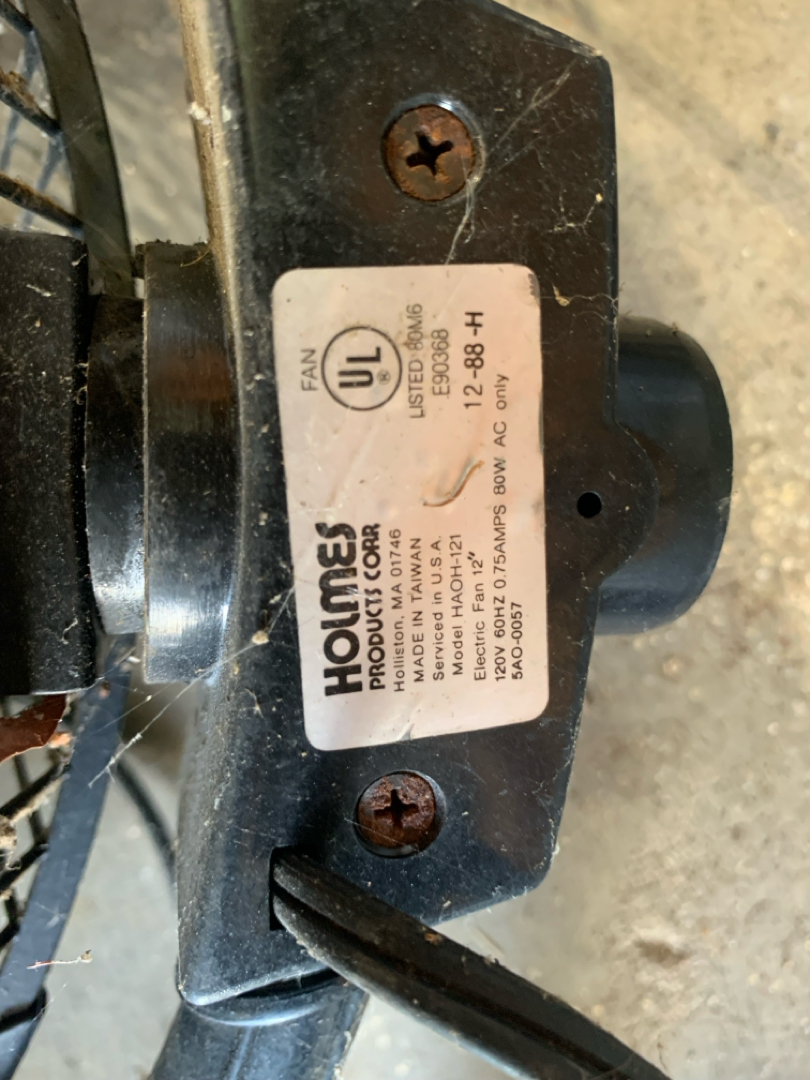 HOLMES
PRODUCTS CORP.
Holliston, MA 01746
MADE IN TAIWAN
Serviced in U.S.A.
Model HAOH-121
Electric Fan 12"
120V 60HZ 0.75AMPS 80W AC only
5AO-0057
FAN
UL ®
LISTED 80M6
E90368
12-88-H